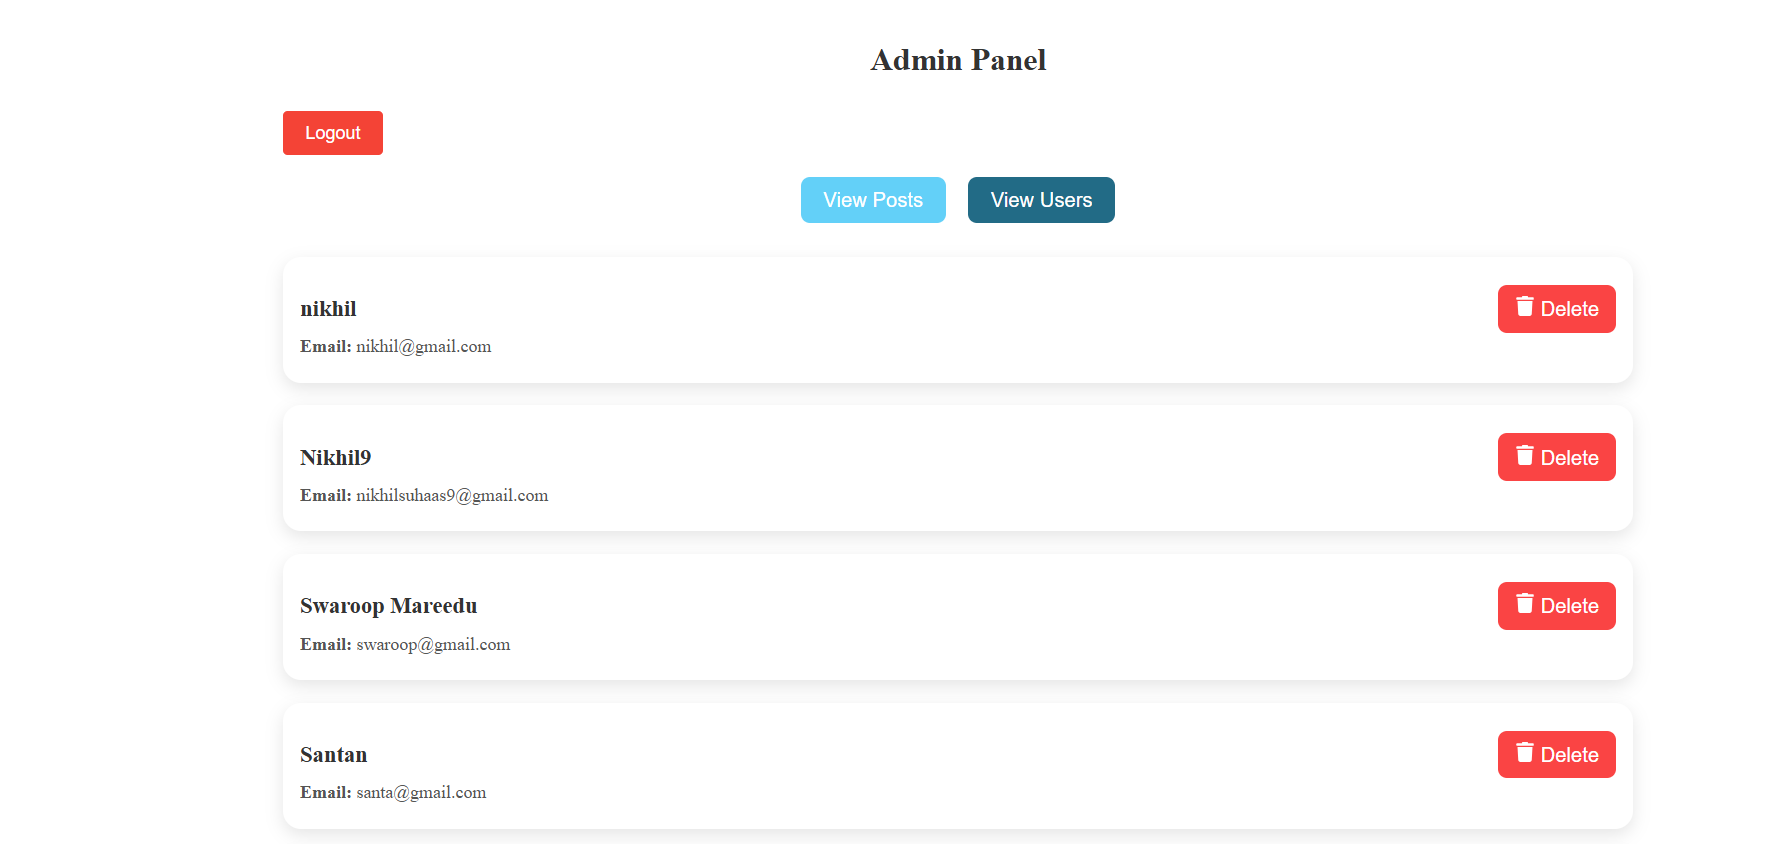 Admin Panel
Logout
View Posts View Users
nikhil
Delete
Email: nikhil@gmail.com
Nikhil9
Delete
Email: nikhilsuhaas9@gmail.com
Swaroop Mareedu
Delete
Email: swaroop@gmail.com
Santan
Delete
Email: santa@gmail.com